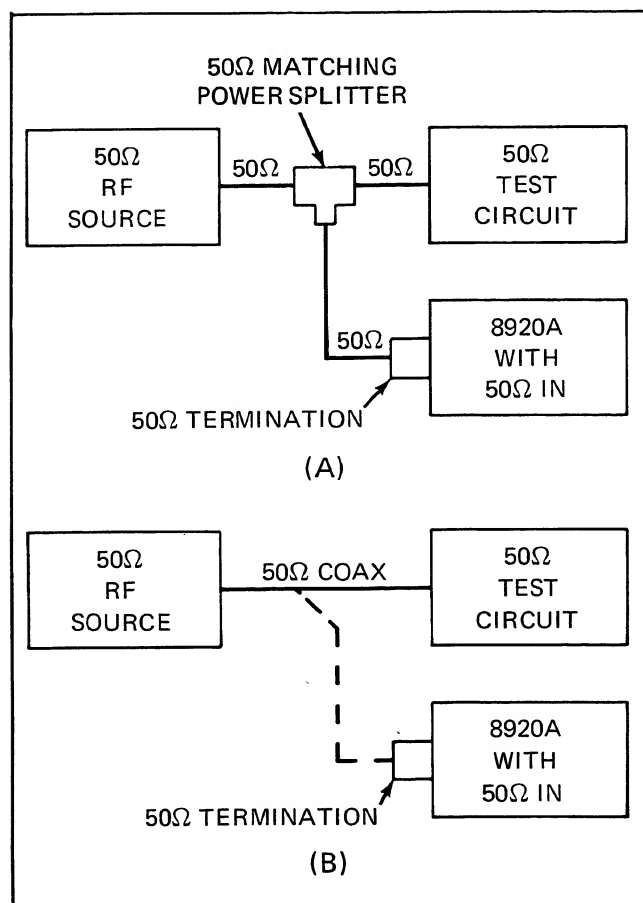 50Ω MATCHING
POWER SPLITTER
50Ω
RF
SOURCE
50Ω
50Ω
50Ω
TEST
CIRCUIT
50Ω
8920A
WITH
50Ω IN
50Ω TERMINATION
(A)
50Ω
RF
SOURCE
50Ω COAX
50Ω
TEST
CIRCUIT
8920A
WITH
50Ω IN
50Ω TERMINATION
(B)